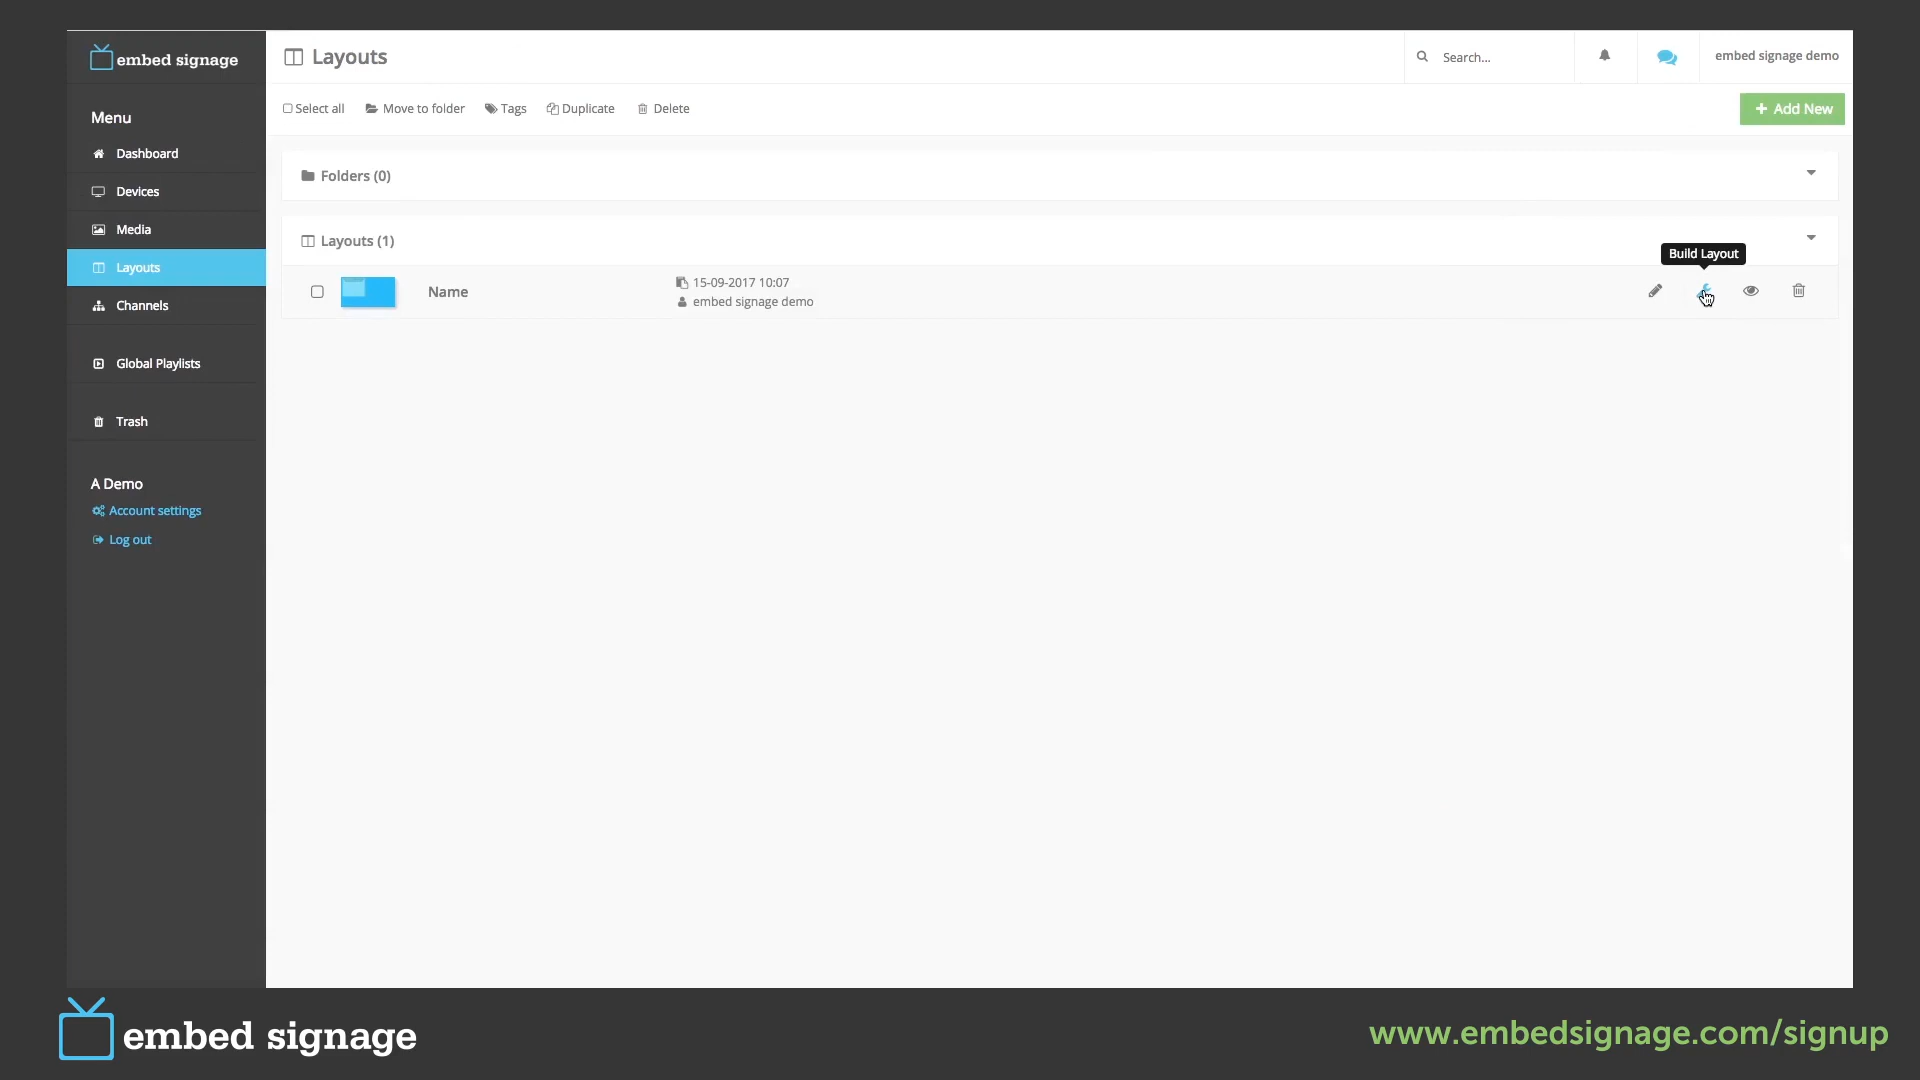 embed signage
Layouts
Search...
embed signage demo
Menu
Dashboard
Devices
Media
Layouts
Channels
Global Playlists
Trash
A Demo
Account settings
Log out
Select all
Move to folder
Tags
Duplicate
Delete
+ Add New
Folders (0)
Layouts (1)
Build Layout
Name
15-09-2017 10:07
embed signage demo
embed signage
www.embedsignage.com/signup